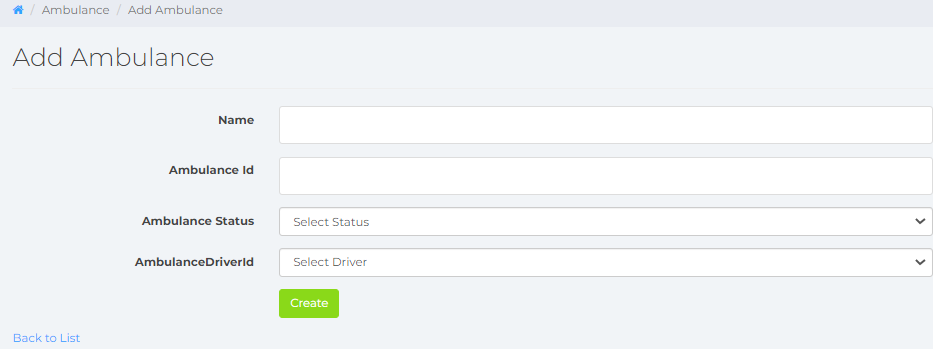 / Ambulance / Add Ambulance
Add Ambulance
Name
Ambulance Id
Ambulance Status Select Status
AmbulanceDriverId Select Driver
Create
Back to List